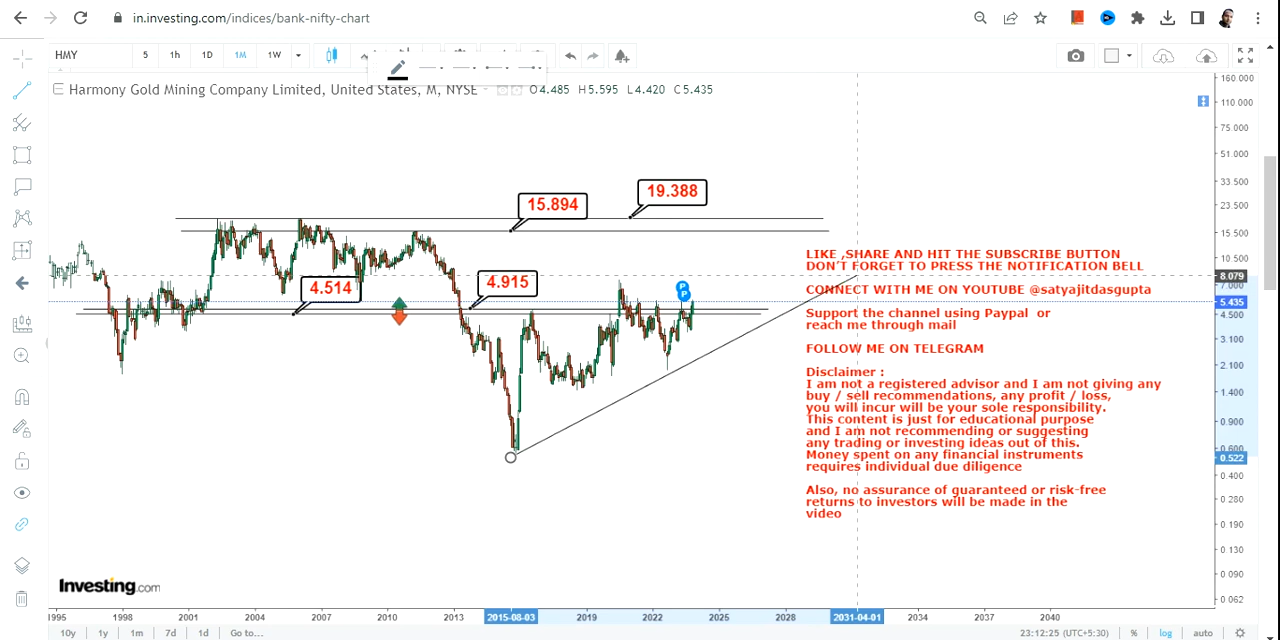 in.investing.com/indices/bank-nifty-chart
HMY 5 1h 1D 1M 1W
Harmony Gold Mining Company Limited, United States, M, NYSE O4.485 H5.595 L4.420 C5.435
160.000
110.000
75.000
51.000
33.500
19.388
15.894
23.500
15.500
LIKE ,SHARE AND HIT THE SUBSCRIBE BUTTON
10.500
DON'T FORGET TO PRESS THE NOTIFICATION BELL
8.079
4.514
4.915
P
P
7.000
CONNECT WITH ME ON YOUTUBE @satyajitdasgupta
5.435
Support the channel using Paypal or
4.500
reach me through mail
3.100
FOLLOW ME ON TELEGRAM
2.100
Disclaimer :
I am not a registered advisor and I am not giving any
1.400
buy / sell recommendations, any profit / loss,
you will incur will be your sole responsibility.
This content is just for educational purpose
0.900
and I am not recommending or suggesting
any trading or investing ideas out of this.
0.600
Money spent on any financial instruments
0.522
requires individual due diligence
0.400
Also, no assurance of guaranteed or risk-free
0.280
returns to investors will be made in the
video
0.190
0.130
0.090
Investing.com
0.062
1995 1998 2001 2004 2007 2010 2013 2015-08-03 2019 2022 2025 2028 2031-04-01 2034 2037 2040
10y 1y 1m 7d 1d Go to... 23:12:25 (UTC+5:30) % log auto